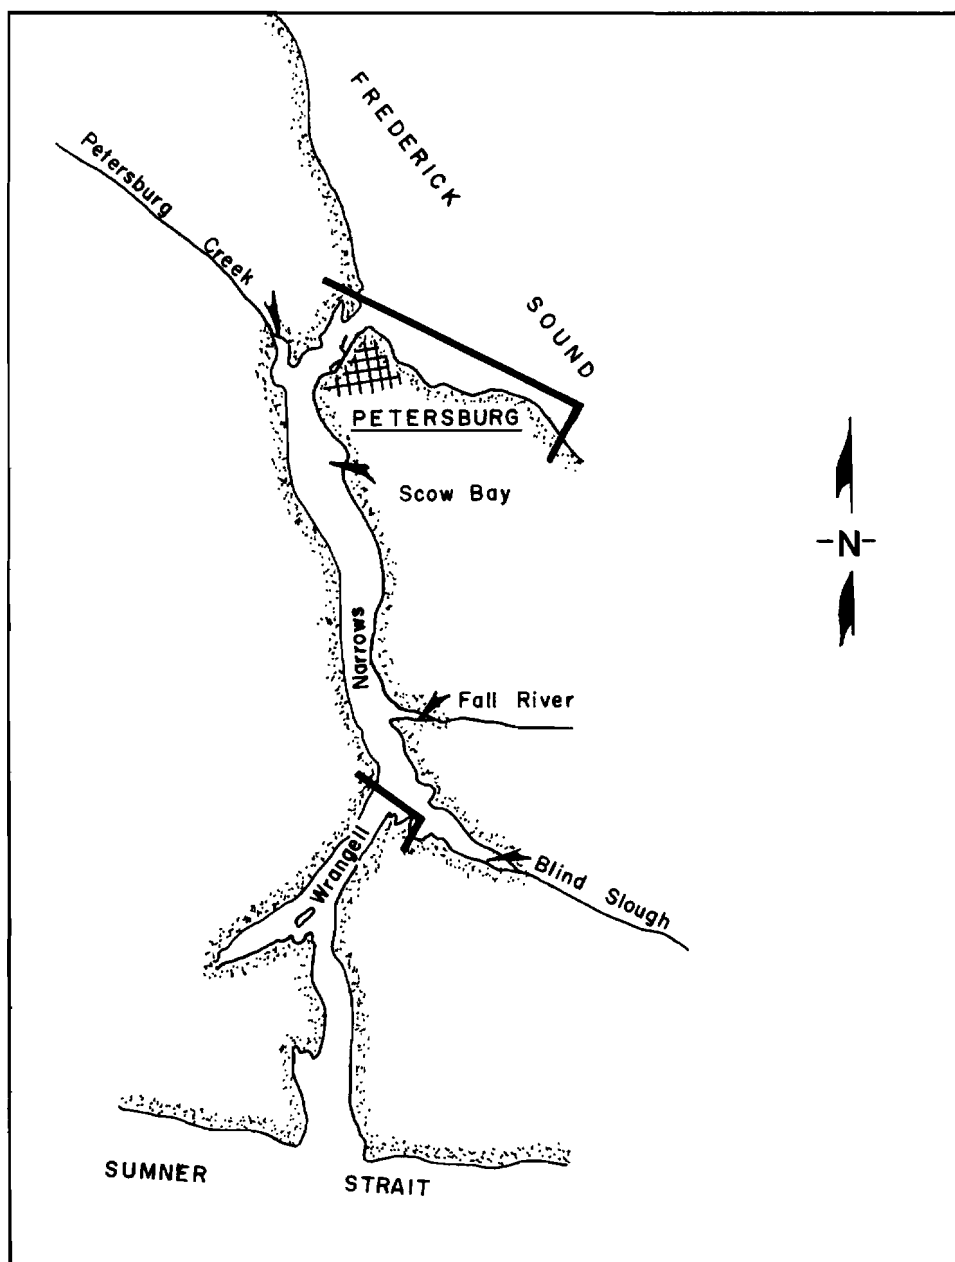 FREDERICK
SOUND
Petersburg
Creek
PETERSBURG
Scow Bay
-N-
Narrows
Fall River
Wrangell
Blind Slough
SUMNER
STRAIT